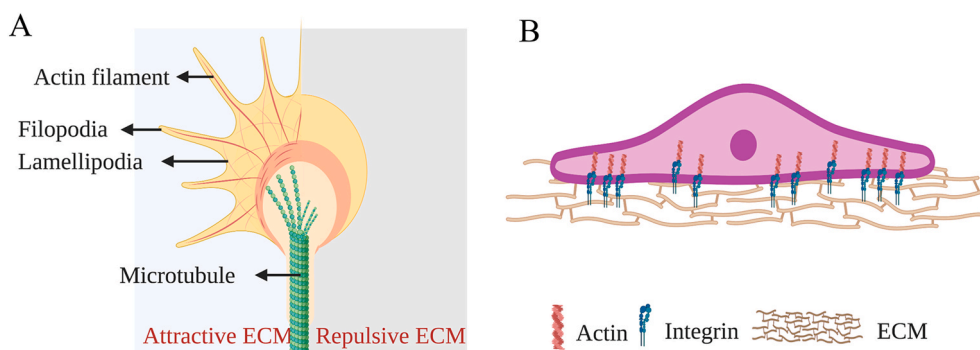 A
Actin filament
Filopodia
Lamellipodia
Microtubule
Attractive ECM
Repulsive ECM
B
Actin
Integrin
ECM